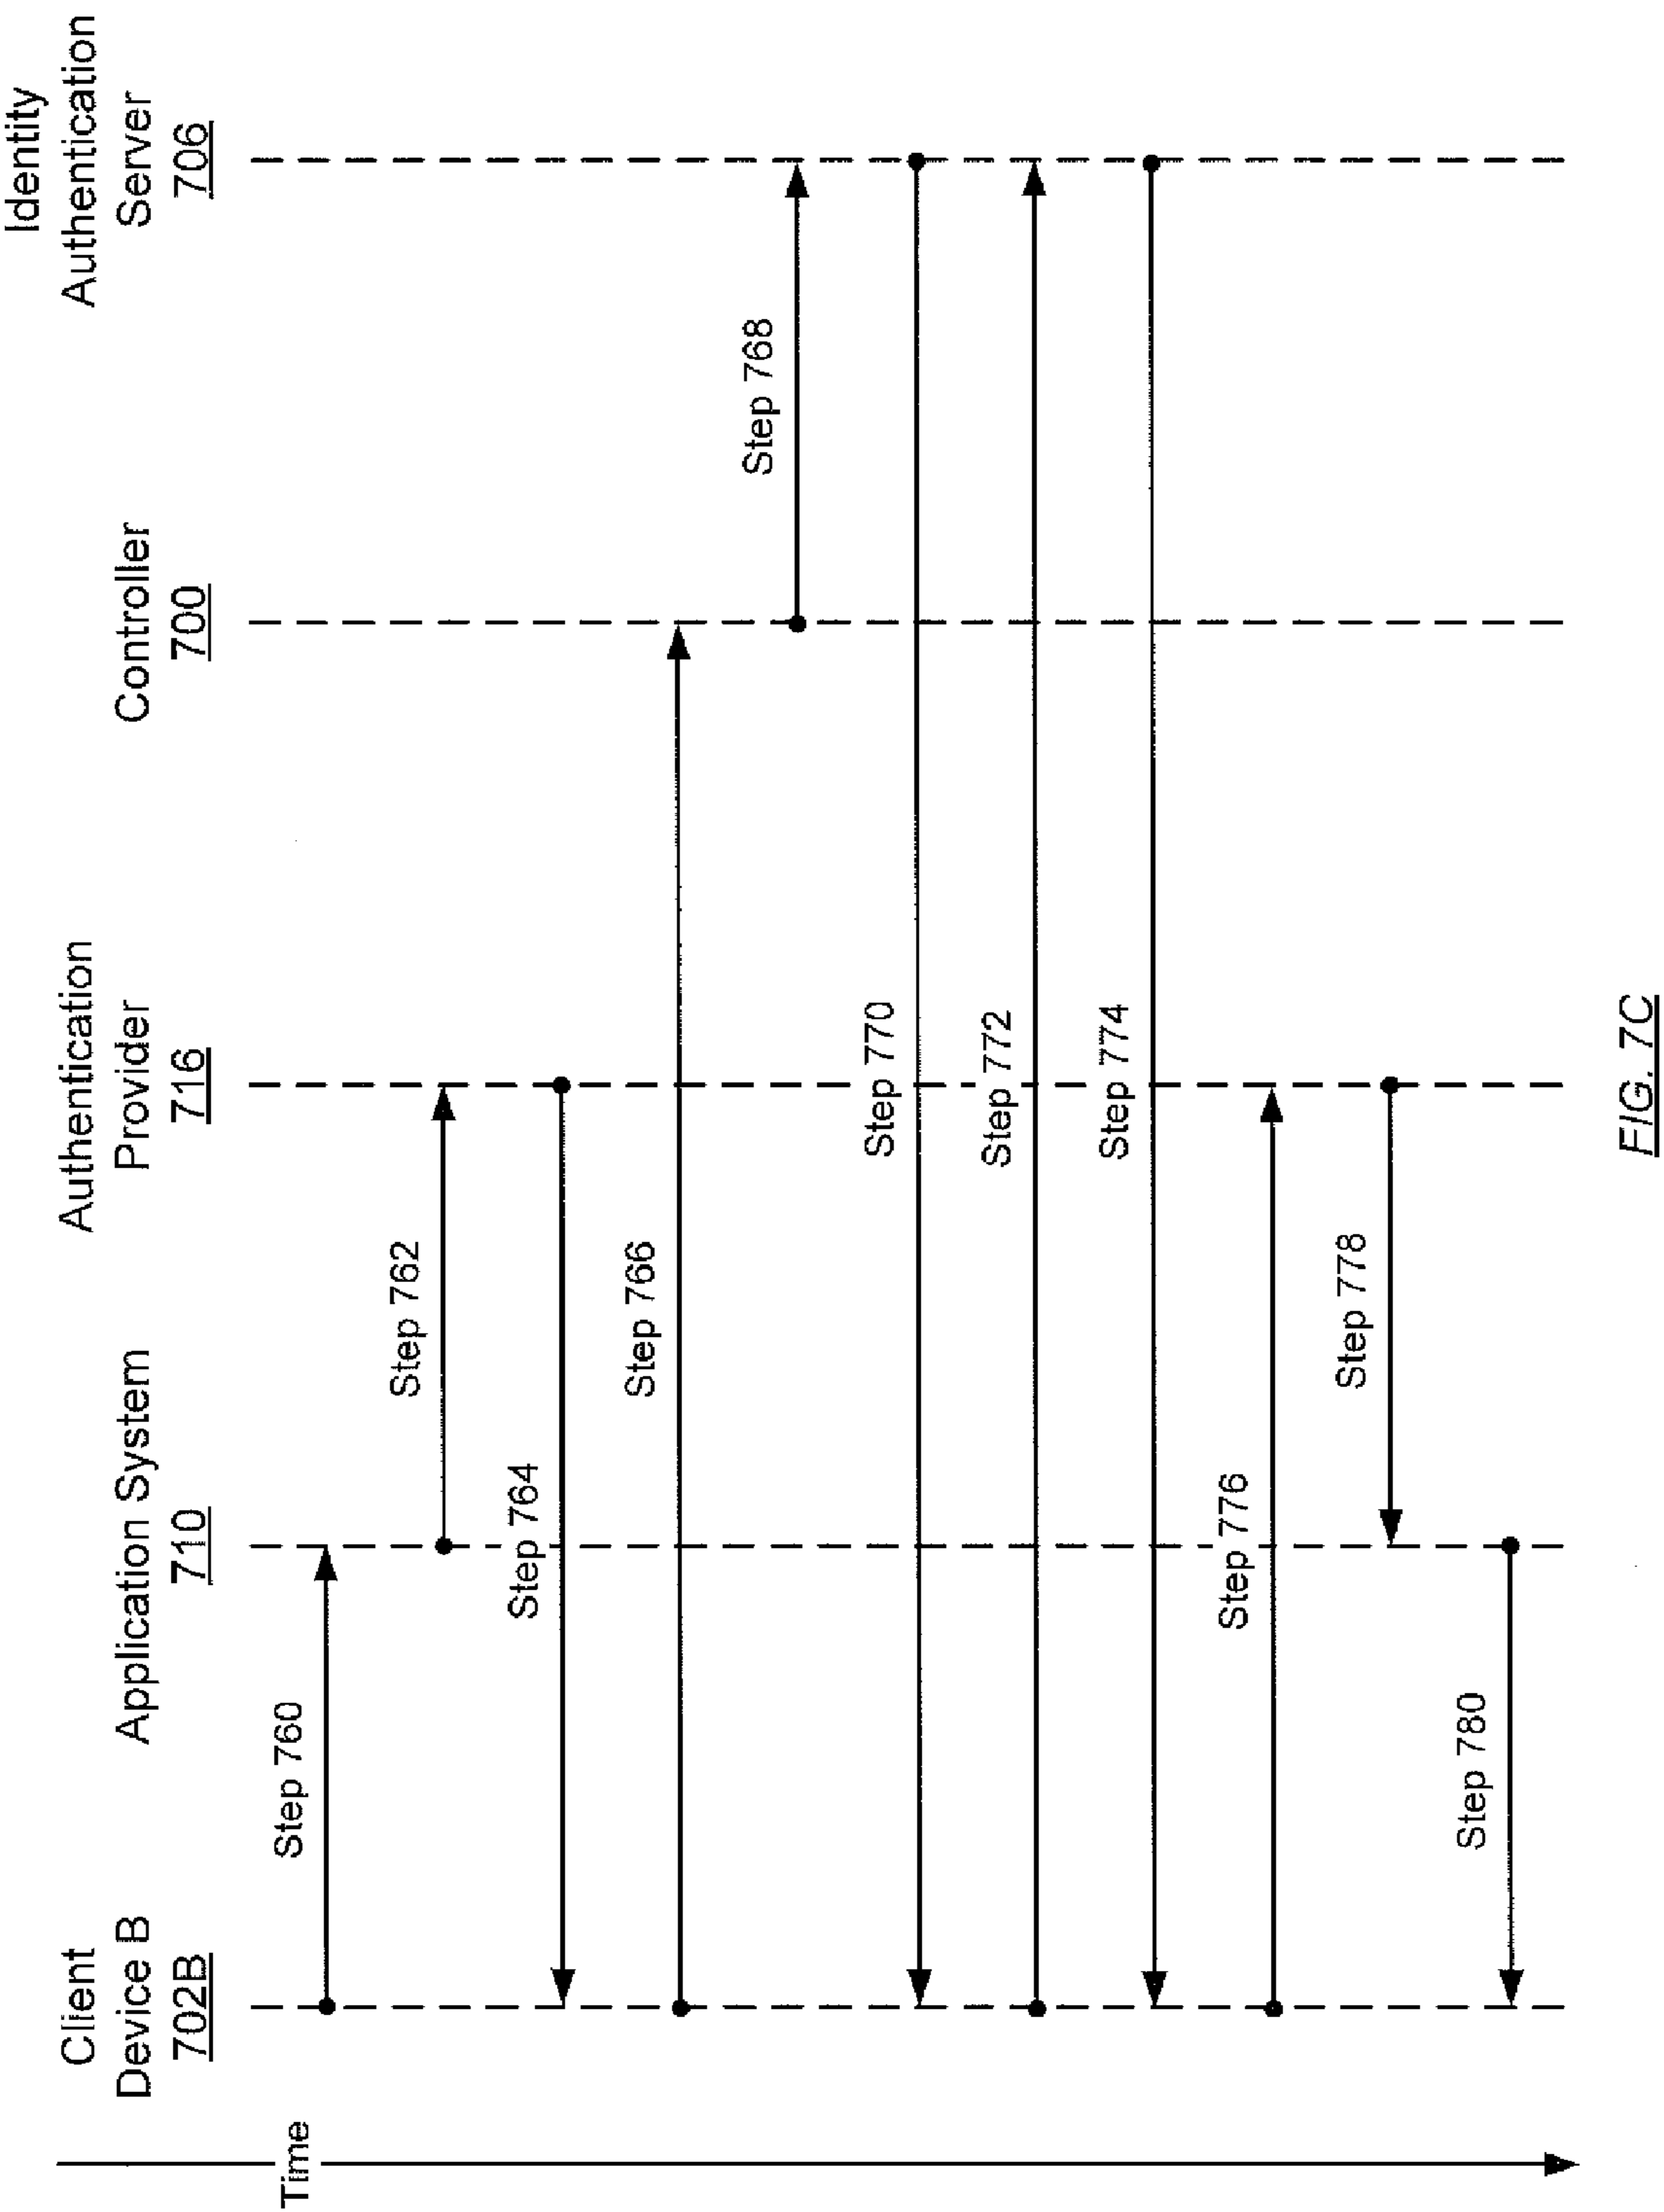 Time
Client
Device B
702B
Application System
710
Authentication
Provider
716
Controller
700
Identity
Authentication
Server
706
Step 760
Step 762
Step 764
Step 766
Step 768
Step 770
Step 772
Step 774
Step 776
Step 778
Step 780
FIG. 7C